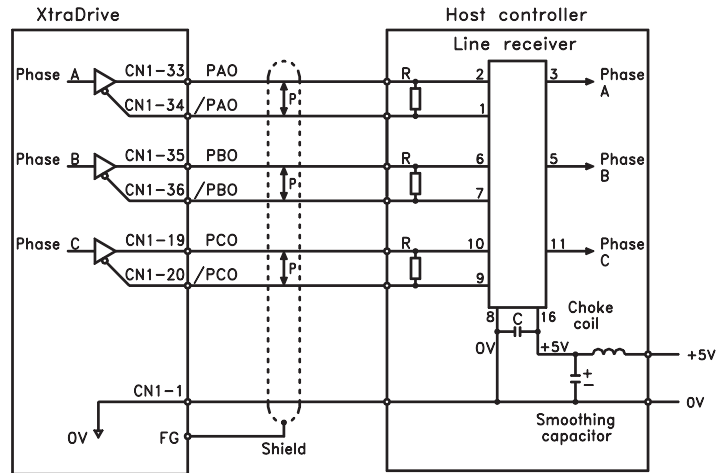 XtraDrive Host controller
Line receiver
Phase A CN1-33 PAO P R 2 3 Phase A
CN1-34 /PAO 1
Phase B CN1-35 PBO P R 6 5 Phase B
CN1-36 /PBO 7
Phase C CN1-19 PCO P R 10 11 Phase C
CN1-20 /PCO 9
8 C 16 Choke coil
0V +5V +5V
+
−
CN1-1 0V
0V FG Shield Smoothing capacitor